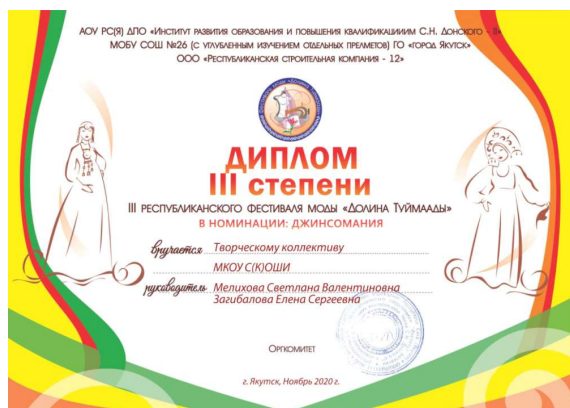 АОУ РС(Я) ДПО «Институт развития образования и повышения квалификациим С.Н. Донского - II»
МОБУ СОШ №26 (с углубленным изучением отдельных предметов) ГО «город Якутск»
ООО «Республиканская строительная компания - 12»
ДИПЛОМ
III степени
III республиканского фестиваля моды «Долина Туймаады»
В НОМИНАЦИИ: ДЖИНСОМАНИЯ
вручается Творческому коллективу
МКОУ С(К)ОШИ
руководитель Мелихова Светлана Валентиновна
Загибалова Елена Сергеевна
Оргкомитет
г. Якутск, Ноябрь 2020 г.